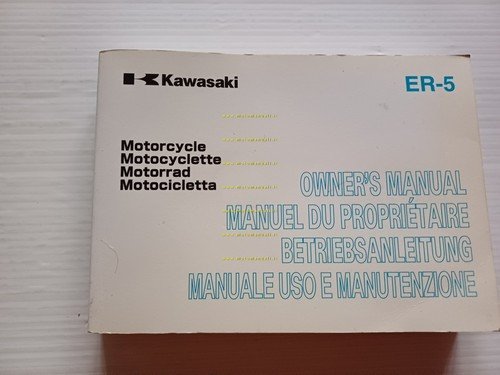 Kawasaki
ER-5
Motorcycle
Motocyclette
Motorrad
Motocicletta
OWNER'S MANUAL
MANUEL DU PROPRIÉTAIRE
BETRIEBSANLEITUNG
MANUALE USO E MANUTENZIONE